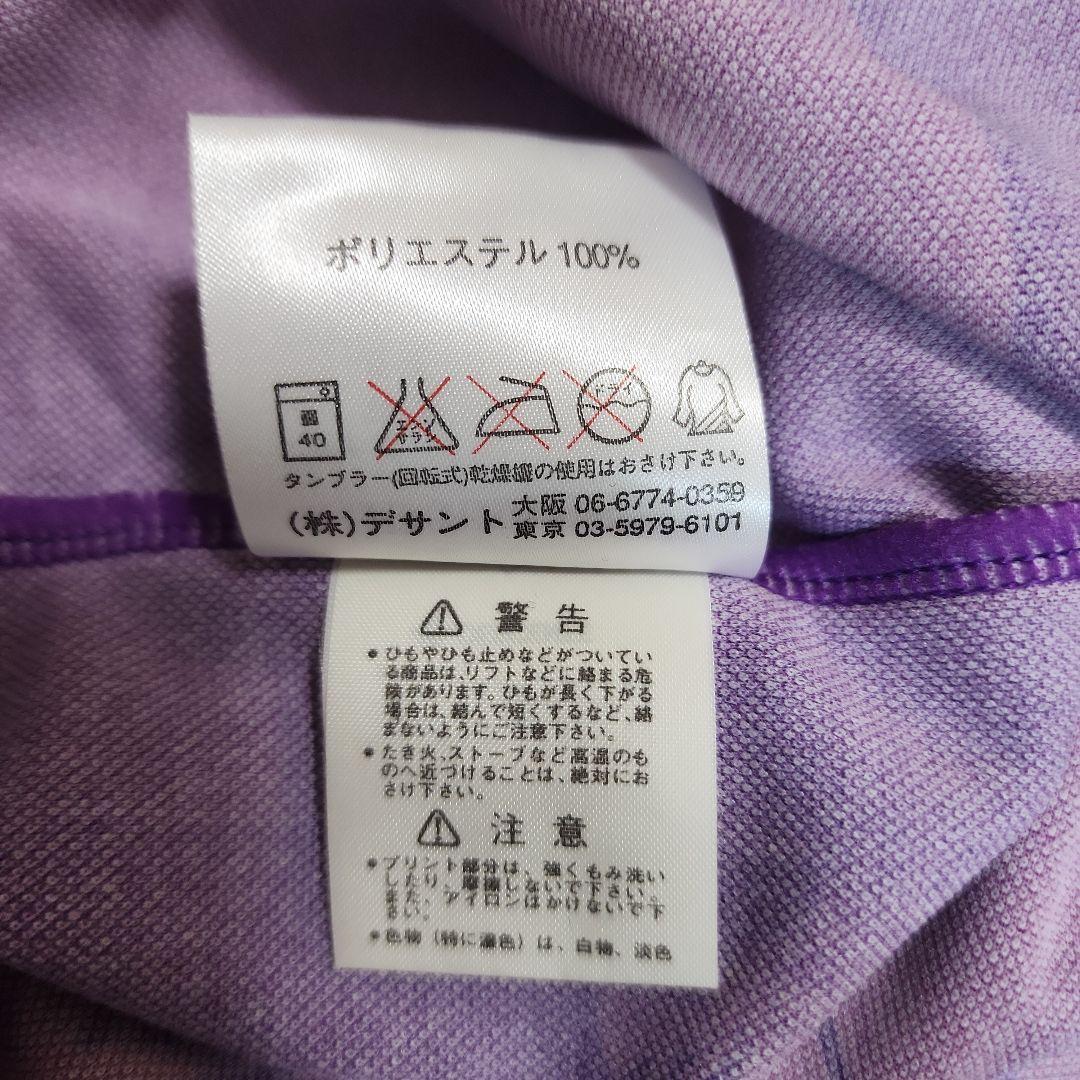 ポリエステル 100%
弱
40
エンソ
サラシ
ドライ
タンブラー(回転式)乾燥機の使用はおさけ下さい。
(株)デサント 大阪 06-6774-0359
東京 03-5979-6101
警告
●ひもやひも止めなどがついてい
る商品は、リフトなどに絡まる危
険があります。ひもが長く下がる
場合は、結んで短くするなど、絡
まないようにご注意下さい。
●たき火、ストーブなど高温のも
のへ近づけることは、絶対にお
さけ下さい。
注意
●プリント部分は、強くもみ洗い
したり、摩擦しないで下さい。
また、アイロンはかけないで下
さい。
●色物(特に濃色)は、白物、淡色